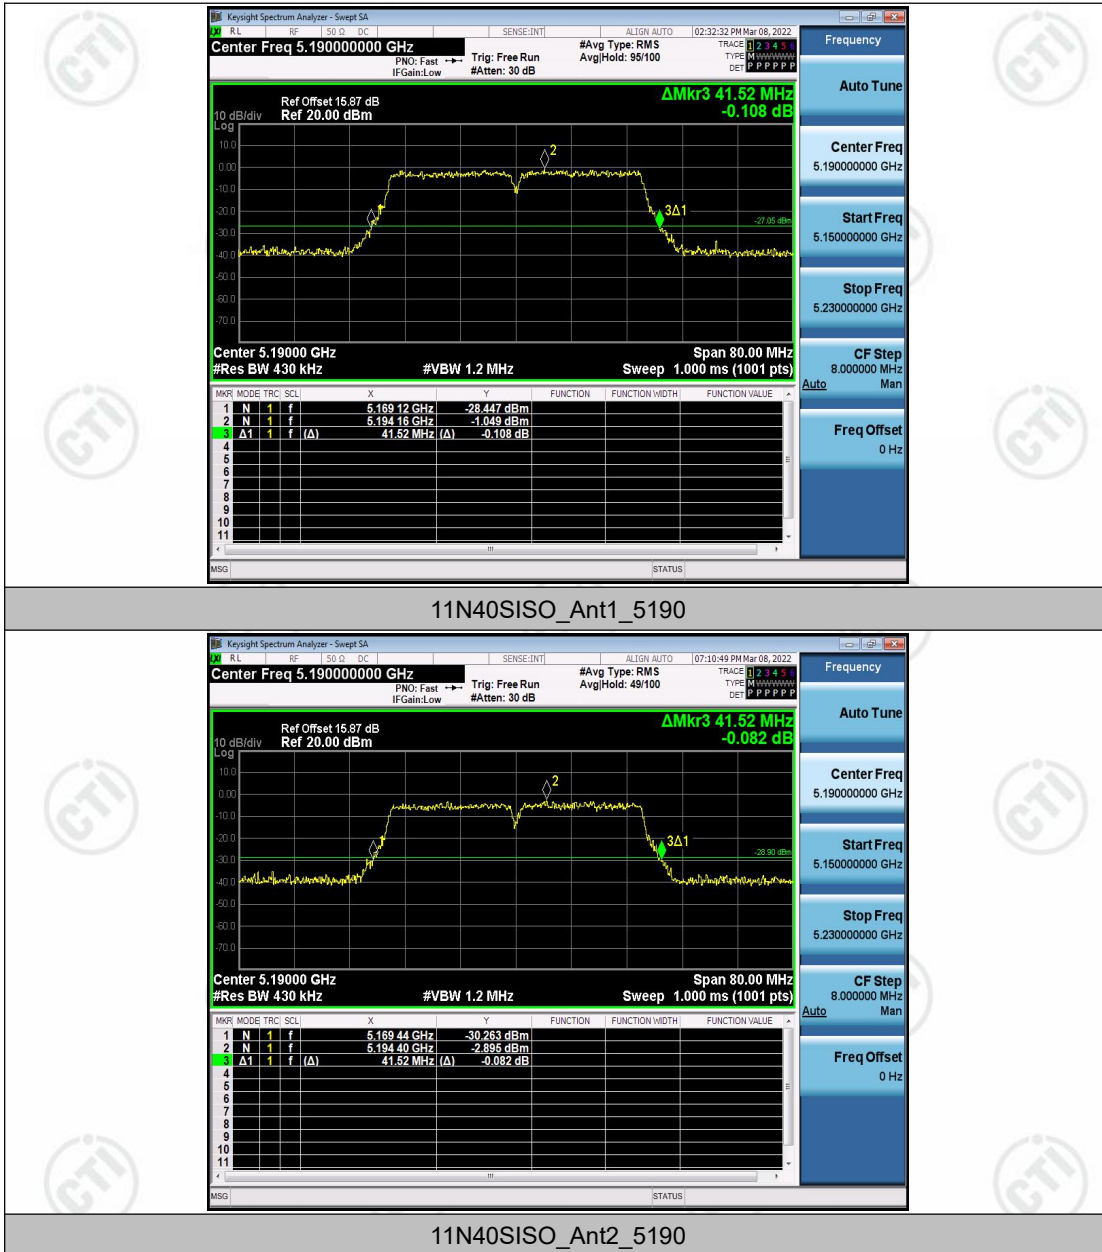 Keysight Spectrum Analyzer - Swept SA
LXI RL RF 50 Ω DC SENSE:INT ALIGN AUTO 02:32:32 PM Mar 08, 2022
Center Freq 5.190000000 GHz #Avg Type: RMS TRACE 1 2 3 4 5 6 Frequency
PNO: Fast Trig: Free Run Avg|Hold: 95/100 TYPE M WWWWW
IFGain:Low #Atten: 30 dB DET P P P P P P
Auto Tune
ΔMkr3 41.52 MHz
-0.108 dB
Ref Offset 15.87 dB
10 dB/div Ref 20.00 dBm
Log
10.0
0.00
-10.0
-20.0
-30.0
-40.0
-50.0
-60.0
-70.0
2
3Δ1
-27.05 dBm
Center Freq
5.190000000 GHz
Start Freq
5.150000000 GHz
Stop Freq
5.230000000 GHz
Center 5.19000 GHz Span 80.00 MHz
#Res BW 430 kHz #VBW 1.2 MHz Sweep 1.000 ms (1001 pts)
CF Step
8.000000 MHz
Auto Man
Freq Offset
0 Hz
MKR MODE TRC SCL X Y FUNCTION FUNCTION WIDTH FUNCTION VALUE
1 N 1 f 5.169 12 GHz -28.447 dBm
2 N 1 f 5.194 16 GHz -1.049 dBm
3 Δ1 1 f (Δ) 41.52 MHz (Δ) -0.108 dB
4
5
6
7
8
9
10
11
MSG STATUS
11N40SISO_Ant1_5190
Keysight Spectrum Analyzer - Swept SA
LXI RL RF 50 Ω DC SENSE:INT ALIGN AUTO 07:10:49 PM Mar 08, 2022
Center Freq 5.190000000 GHz #Avg Type: RMS TRACE 1 2 3 4 5 6 Frequency
PNO: Fast Trig: Free Run Avg|Hold: 49/100 TYPE M WWWWW
IFGain:Low #Atten: 30 dB DET P P P P P P
Auto Tune
ΔMkr3 41.52 MHz
-0.082 dB
Ref Offset 15.87 dB
10 dB/div Ref 20.00 dBm
Log
10.0
0.00
-10.0
-20.0
-30.0
-40.0
-50.0
-60.0
-70.0
2
3Δ1
-28.90 dBm
Center Freq
5.190000000 GHz
Start Freq
5.150000000 GHz
Stop Freq
5.230000000 GHz
Center 5.19000 GHz Span 80.00 MHz
#Res BW 430 kHz #VBW 1.2 MHz Sweep 1.000 ms (1001 pts)
CF Step
8.000000 MHz
Auto Man
Freq Offset
0 Hz
MKR MODE TRC SCL X Y FUNCTION FUNCTION WIDTH FUNCTION VALUE
1 N 1 f 5.169 44 GHz -30.263 dBm
2 N 1 f 5.194 40 GHz -2.895 dBm
3 Δ1 1 f (Δ) 41.52 MHz (Δ) -0.082 dB
4
5
6
7
8
9
10
11
MSG STATUS
11N40SISO_Ant2_5190
CTI
CTI
CTI
CTI
CTI
CTI
CTI
CTI